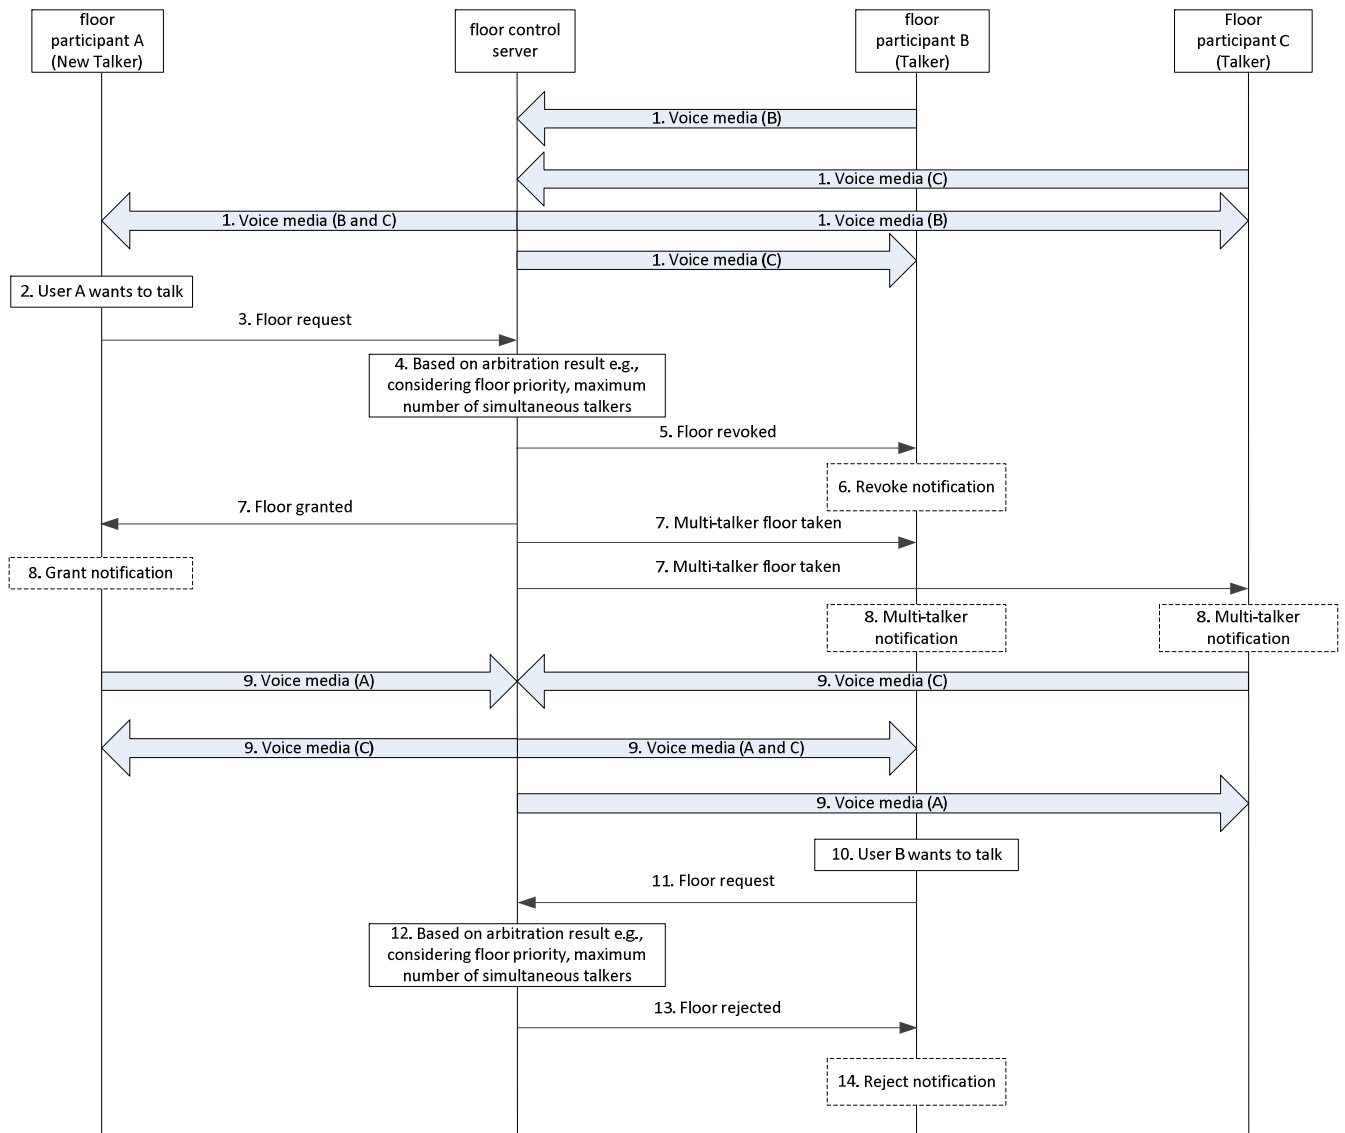 floor
participant A
(New Talker)
floor control
server
floor
participant B
(Talker)
Floor
participant C
(Talker)
1. Voice media (B)
1. Voice media (C)
1. Voice media (B and C)
1. Voice media (B)
1. Voice media (C)
2. User A wants to talk
3. Floor request
4. Based on arbitration result e.g.,
considering floor priority, maximum
number of simultaneous talkers
5. Floor revoked
6. Revoke notification
7. Floor granted
7. Multi-talker floor taken
7. Multi-talker floor taken
8. Grant notification
8. Multi-talker
notification
8. Multi-talker
notification
9. Voice media (A)
9. Voice media (C)
9. Voice media (C)
9. Voice media (A and C)
9. Voice media (A)
10. User B wants to talk
11. Floor request
12. Based on arbitration result e.g.,
considering floor priority, maximum
number of simultaneous talkers
13. Floor rejected
14. Reject notification